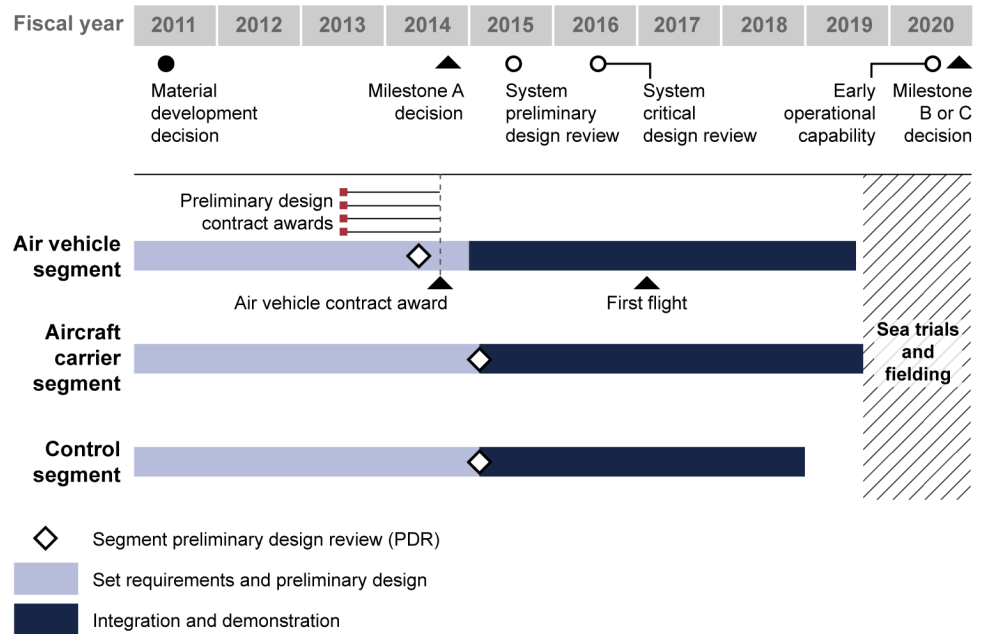 Fiscal year 2011 2012 2013 2014 2015 2016 2017 2018 2019 2020
Material
development
decision
Milestone A
decision
System
preliminary
design review
System
critical
design review
Early
operational
capability
Milestone
B or C
decision
Preliminary design
contract awards
Air vehicle
segment
Air vehicle contract award
First flight
Aircraft
carrier
segment
Sea trials
and
fielding
Control
segment
Segment preliminary design review (PDR)
Set requirements and preliminary design
Integration and demonstration